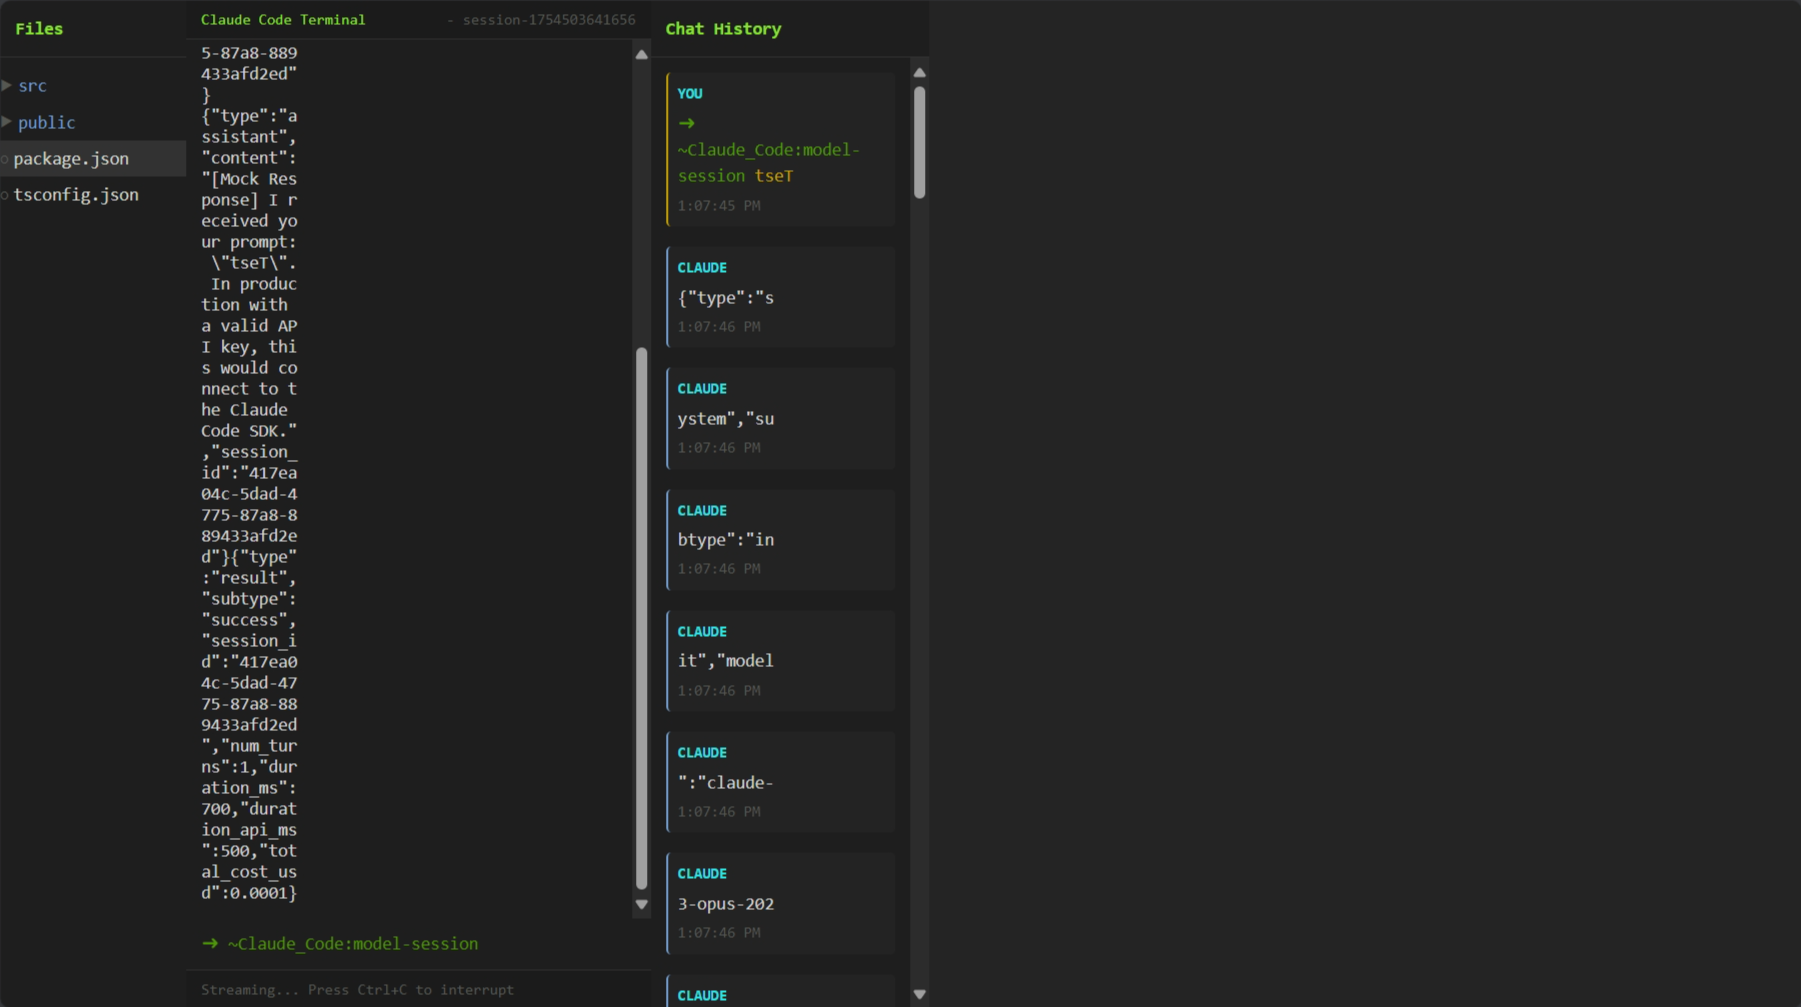 Files
src
public
package.json
tsconfig.json
Claude Code Terminal
- session-1754503641656
5-87a8-889
433afd2ed"
}
{"type":"a
ssistant",
"content":
"[Mock Res
ponse] I r
eceived yo
ur prompt:
\"tseT\".
In produc
tion with
a valid AP
I key, thi
s would co
nnect to t
he Claude
Code SDK."
,"session_
id":"417ea
04c-5dad-4
775-87a8-8
89433afd2e
d"}{"type"
:"result",
"subtype":
"success",
"session_i
d":"417ea0
4c-5dad-47
75-87a8-88
9433afd2ed
","num_tur
ns":1,"dur
ation_ms":
700,"durat
ion_api_ms
":500,"tot
al_cost_us
d":0.0001}
➜ ~Claude_Code:model-session
Streaming... Press Ctrl+C to interrupt
Chat History
YOU
➜
~Claude_Code:model-
session tseT
1:07:45 PM
CLAUDE
{"type":"s
1:07:46 PM
CLAUDE
ystem","su
1:07:46 PM
CLAUDE
btype":"in
1:07:46 PM
CLAUDE
it","model
1:07:46 PM
CLAUDE
":"claude-
1:07:46 PM
CLAUDE
3-opus-202
1:07:46 PM
CLAUDE